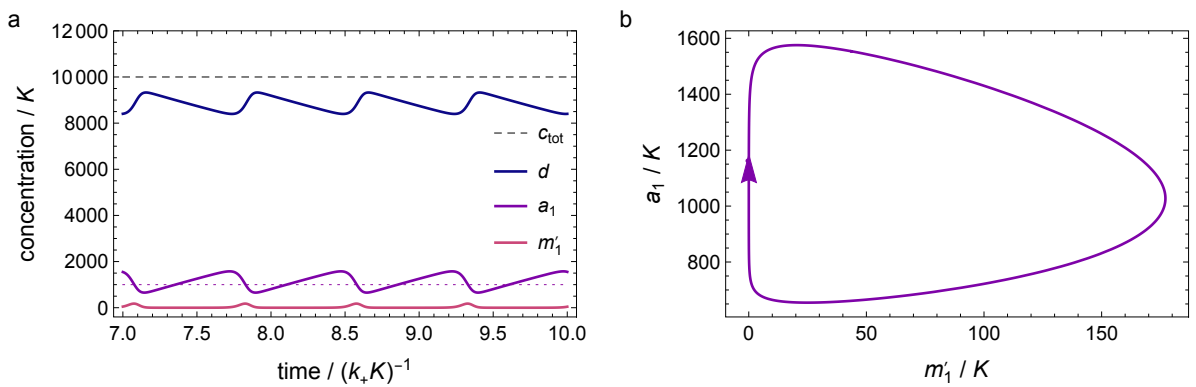 a
concentration / K
12 000
10 000
8000
6000
4000
2000
0
c_tot
d
a₁
m′₁
7.0 7.5 8.0 8.5 9.0 9.5 10.0
time / (k₊K)⁻¹
b
a₁ / K
1600
1400
1200
1000
800
0 50 100 150
m′₁ / K